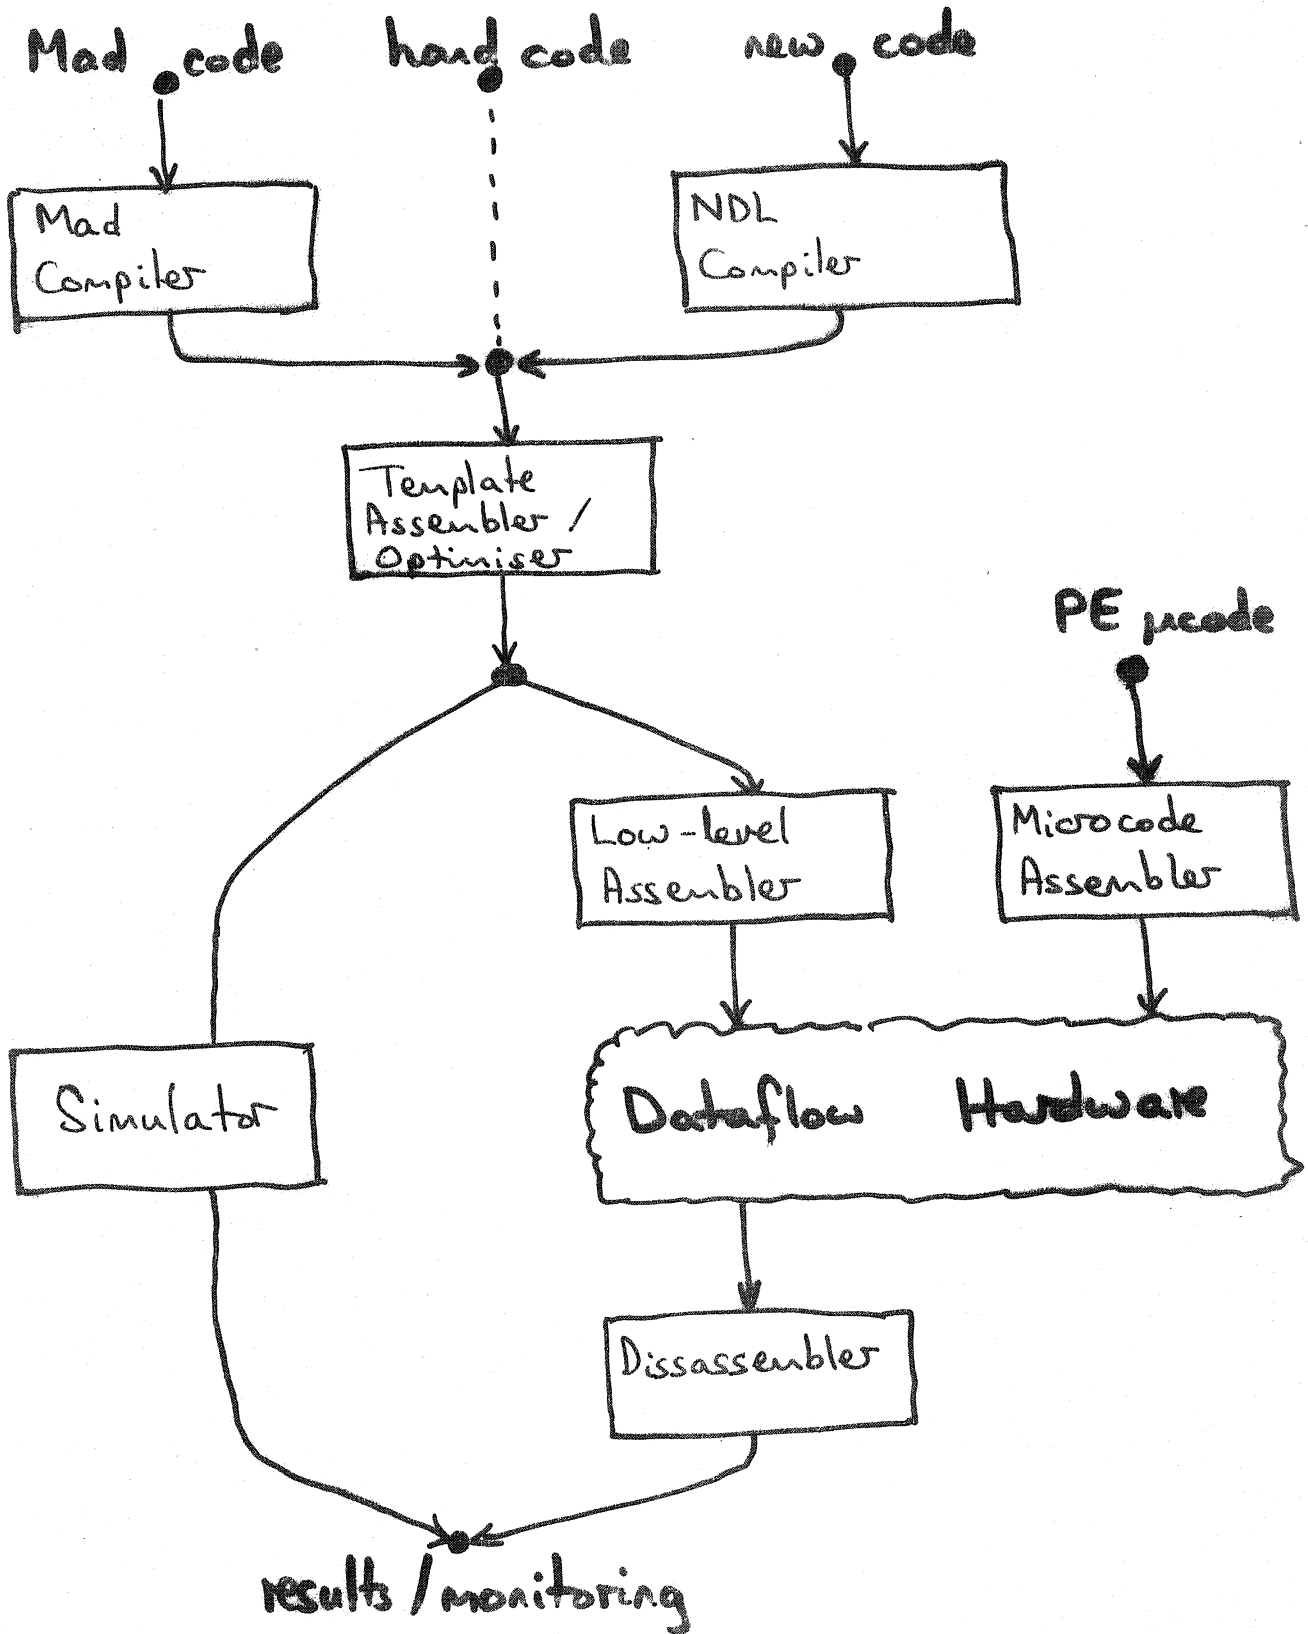 Mad code
hand code
new code
Mad
Compiler
NDL
Compiler
Template
Assembler /
Optimiser
PE μcode
Low-level
Assembler
Microcode
Assembler
Simulator
Dataflow Hardware
Dissassembler
results / monitoring